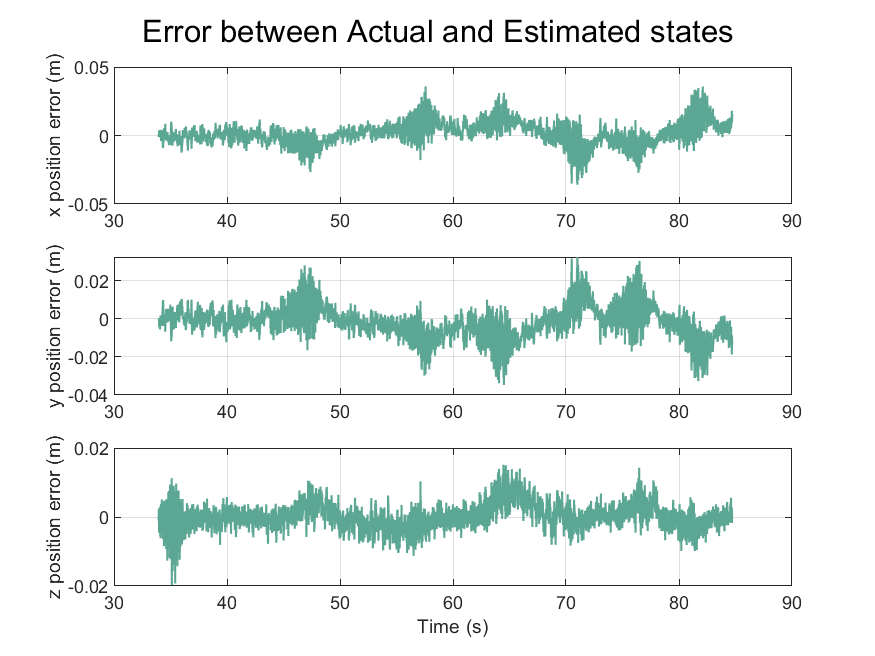 Error between Actual and Estimated states
x position error (m)
0.05
0
-0.05
30 40 50 60 70 80 90
y position error (m)
0.02
0
-0.02
-0.04
30 40 50 60 70 80 90
z position error (m)
0.02
0
-0.02
30 40 50 60 70 80 90
Time (s)